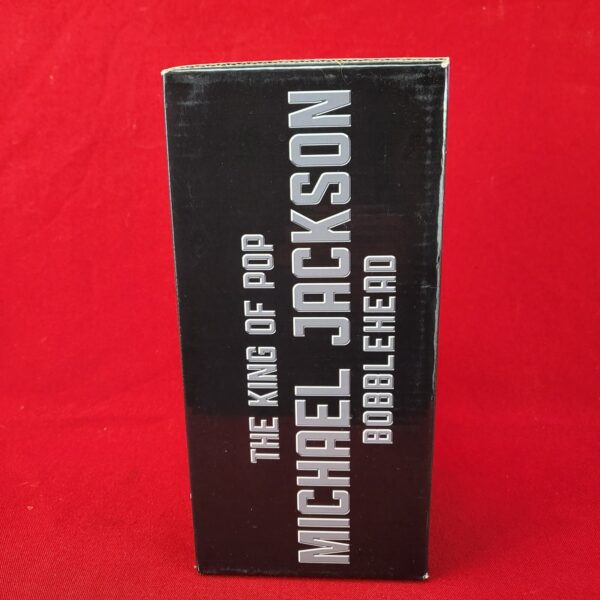 THE KING OF POP
MICHAEL JACKSON
BOBBLEHEAD